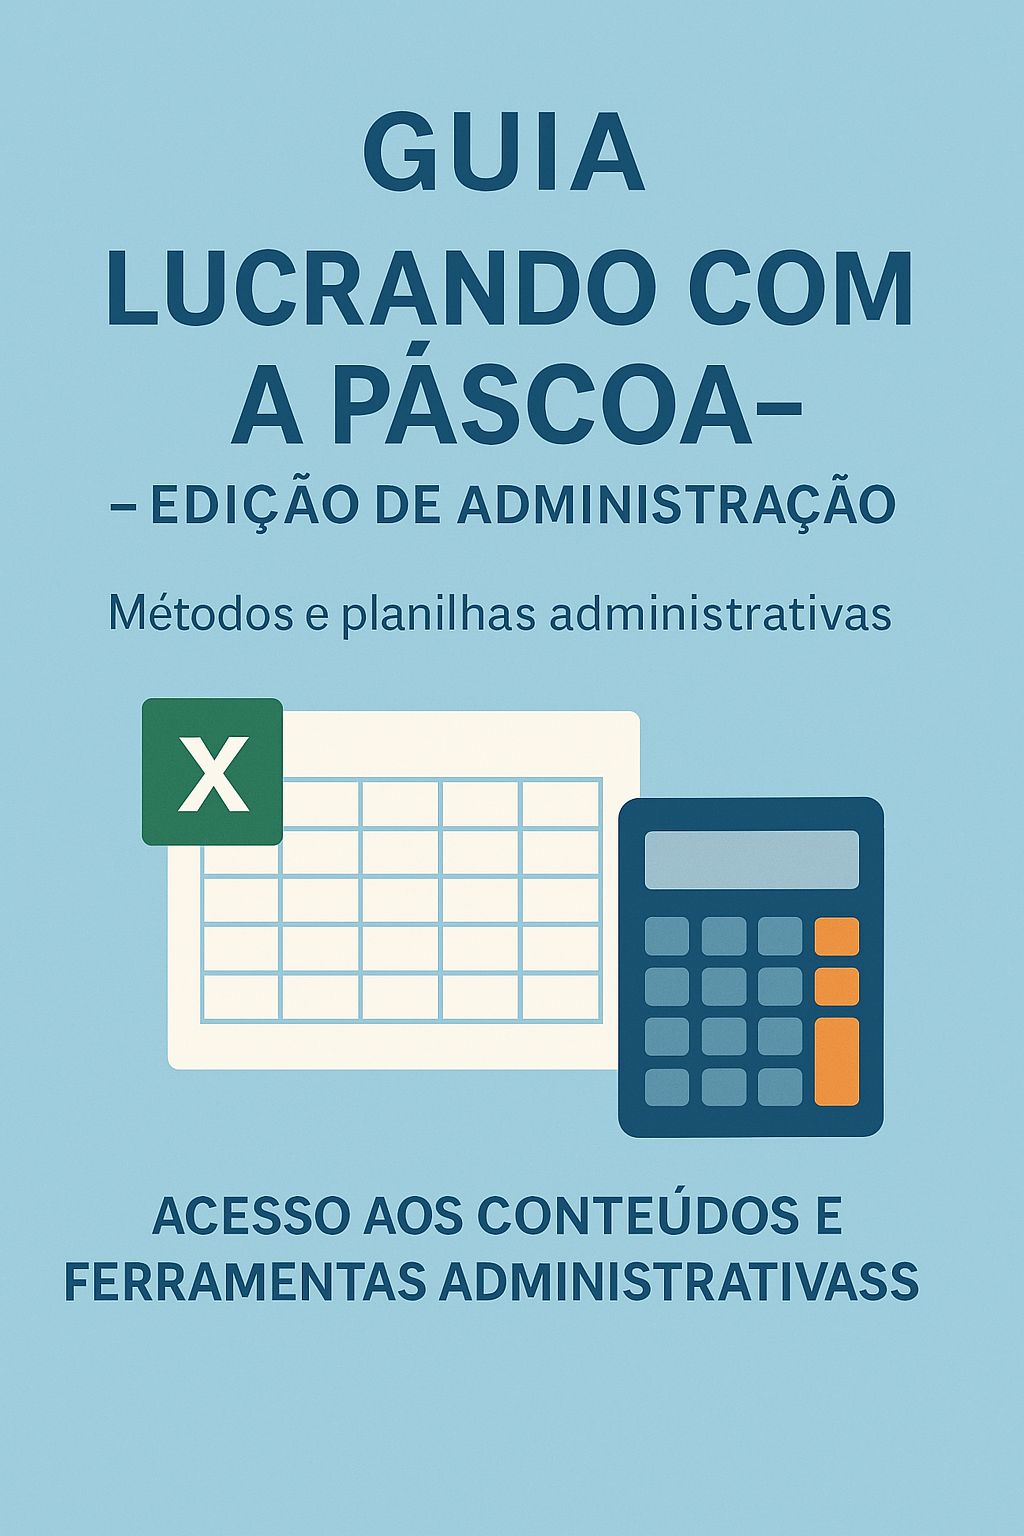 GUIA
LUCRANDO COM
A PÁSCOA–
– EDIÇÃO DE ADMINISTRAÇÃO
Métodos e planilhas administrativas
X
ACESSO AOS CONTEÚDOS E
FERRAMENTAS ADMINISTRATIVASS